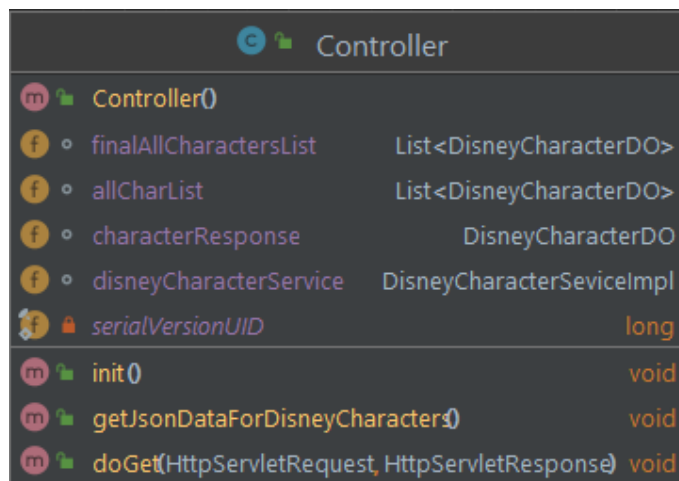 Controller
Controller()
finalAllCharactersList List<DisneyCharacterDO>
allCharList List<DisneyCharacterDO>
characterResponse DisneyCharacterDO
disneyCharacterService DisneyCharacterSeviceImpl
serialVersionUID long
init() void
getJsonDataForDisneyCharacters() void
doGet(HttpServletRequest, HttpServletResponse) void